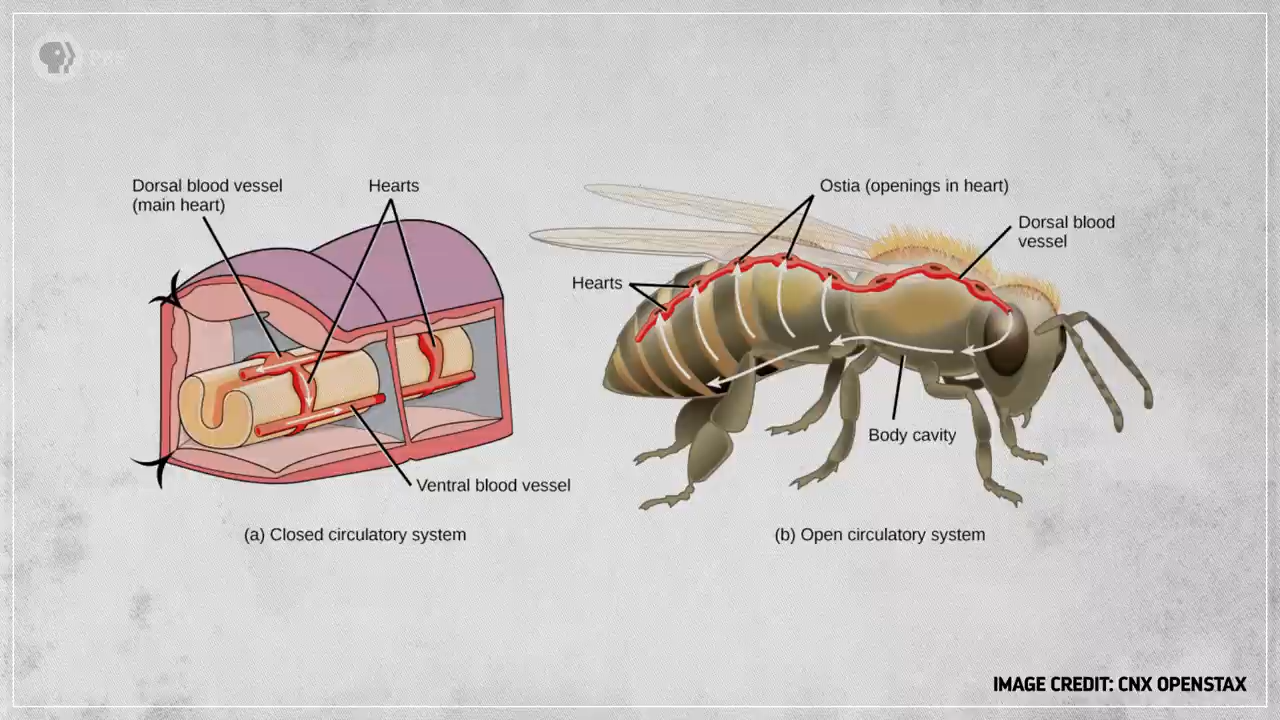 PBS
Dorsal blood vessel
(main heart)
Hearts
Ventral blood vessel
(a) Closed circulatory system
Ostia (openings in heart)
Dorsal blood
vessel
Hearts
Body cavity
(b) Open circulatory system
IMAGE CREDIT: CNX OPENSTAX